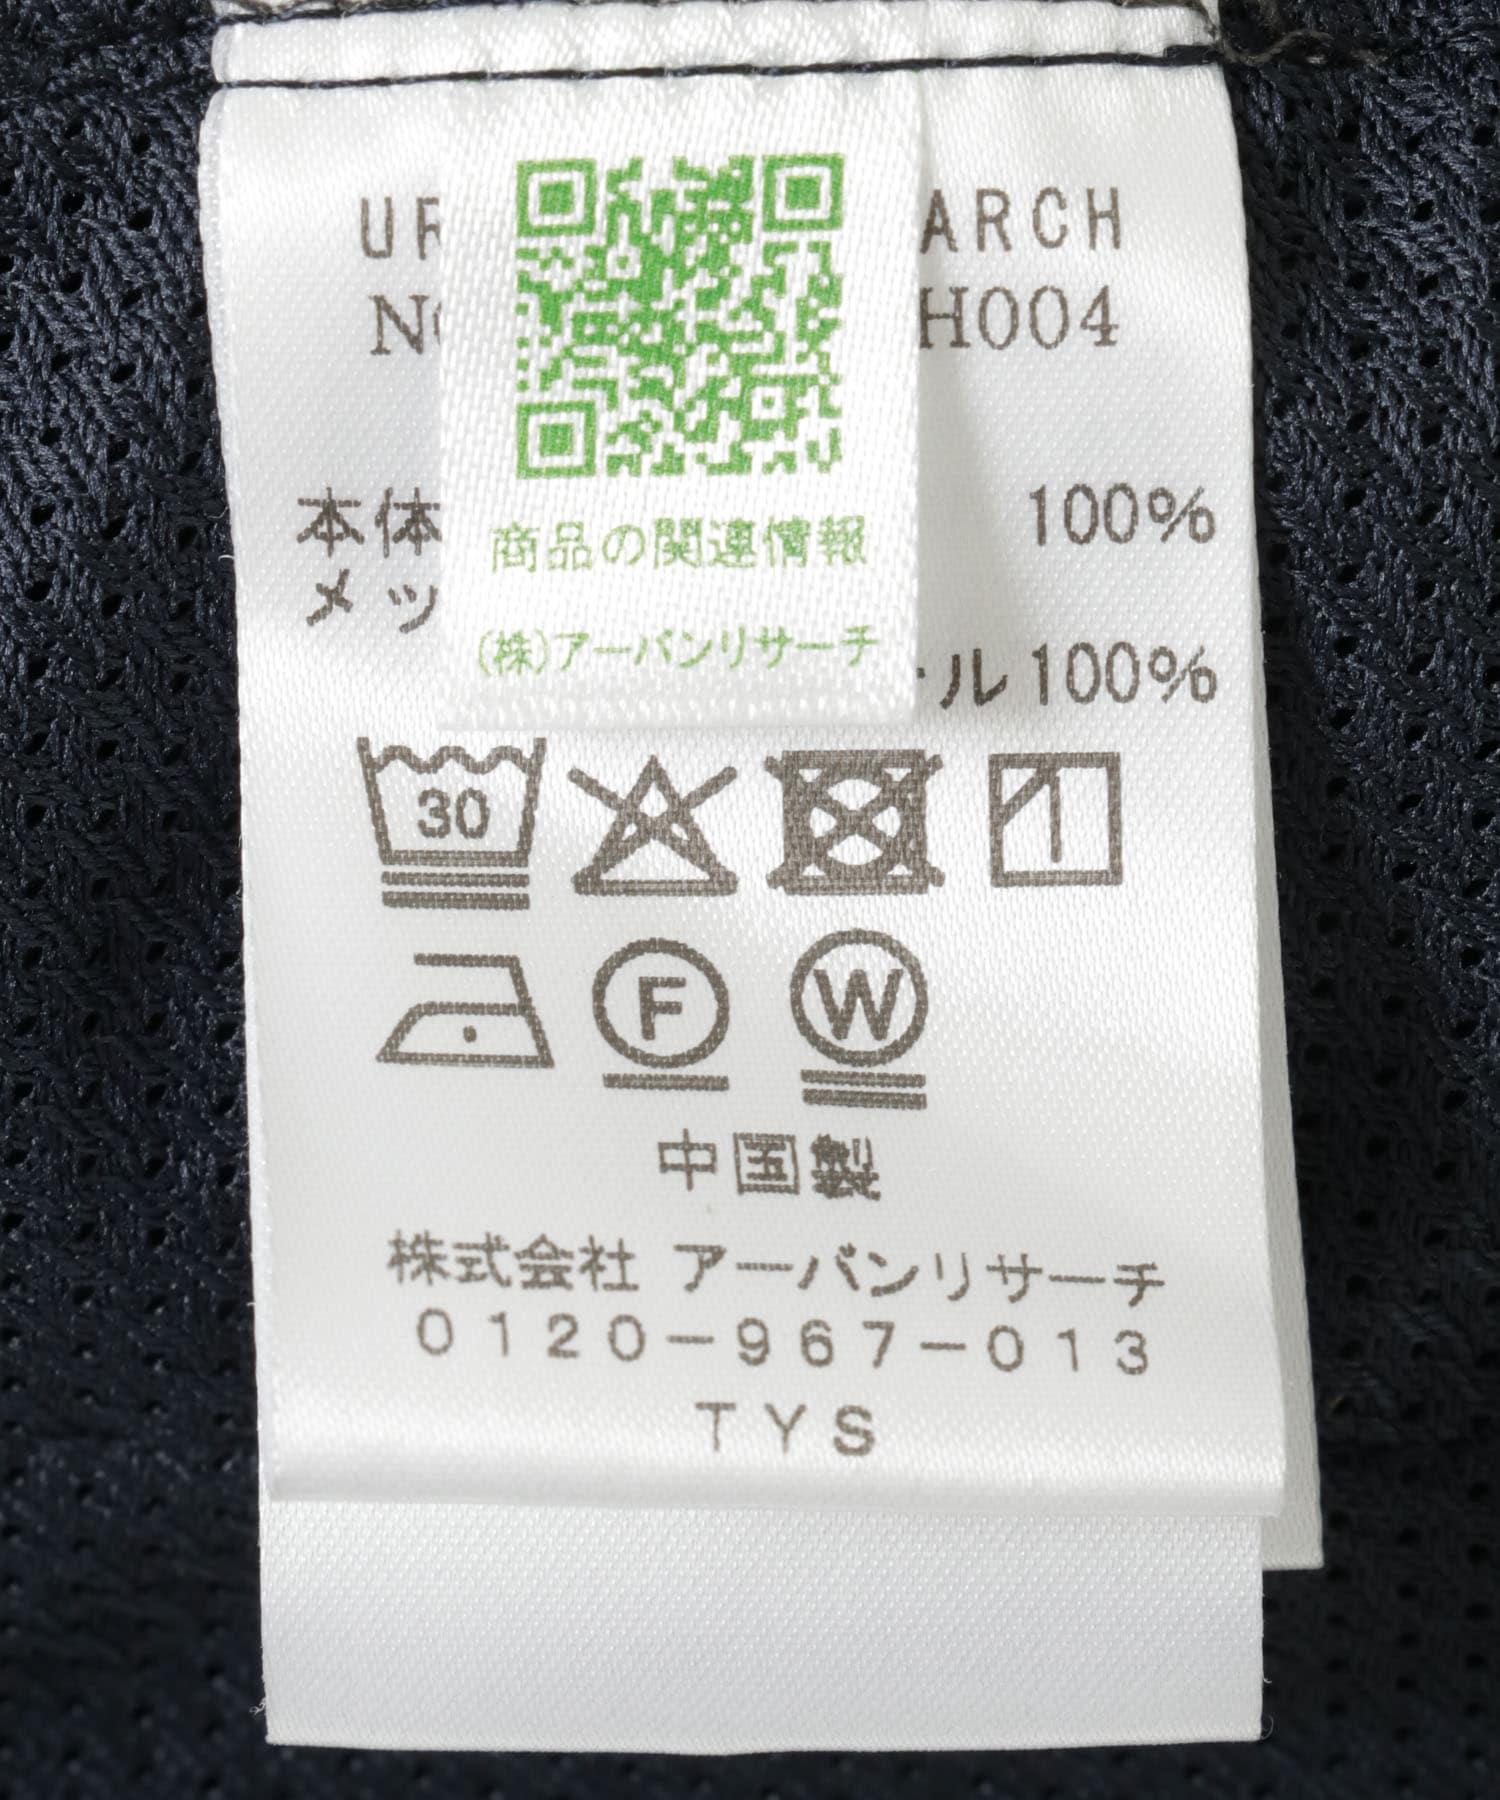 ARCH
H004
本体 100%
メッ
ル100%
商品の関連情報
(株)アーバンリサーチ
30
F
W
中国製
株式会社 アーバンリサーチ
0120-967-013
TYS